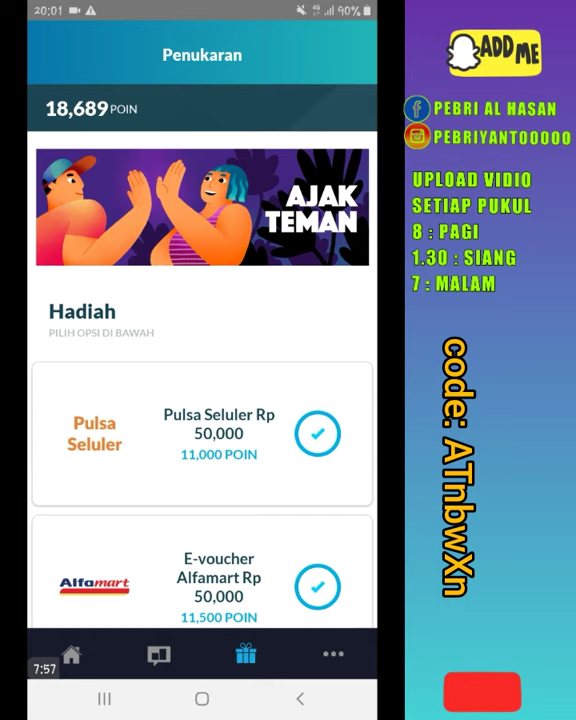 20:01
4G
90%
Penukaran
18,689 POIN
AJAK
TEMAN
Hadiah
PILIH OPSI DI BAWAH
Pulsa
Seluler
Pulsa Seluler Rp
50,000
11,000 POIN
Alfamart
E-voucher
Alfamart Rp
50,000
11,500 POIN
7:57
ADD ME
f PEBRI AL HASAN
PEBRIYANTOOOOO
UPLOAD VIDIO
SETIAP PUKUL
8 : PAGI
1.30 : SIANG
7 : MALAM
code: ATnbwXn